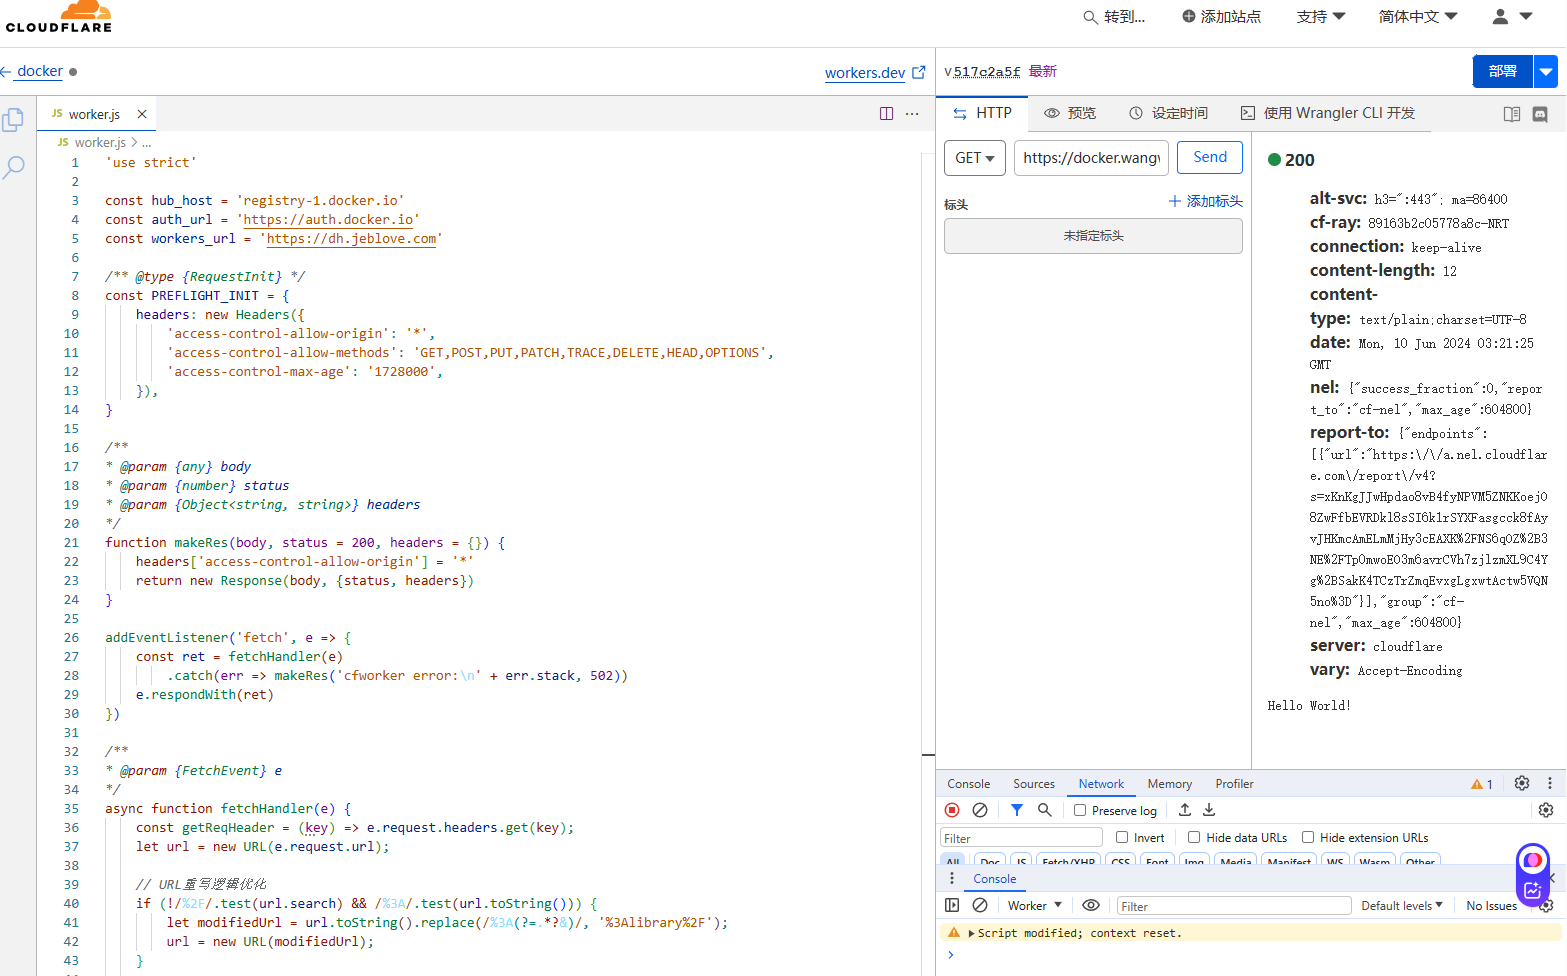 CLOUDFLARE
转到...
添加站点
支持
简体中文
docker
workers.dev
v517c2a5f 最新
部署
JS worker.js
JS worker.js > ...
1 'use strict'
2
3 const hub_host = 'registry-1.docker.io'
4 const auth_url = 'https://auth.docker.io'
5 const workers_url = 'https://dh.jeblove.com'
6
7 /** @type {RequestInit} */
8 const PREFLIGHT_INIT = {
9 headers: new Headers({
10 'access-control-allow-origin': '*',
11 'access-control-allow-methods': 'GET,POST,PUT,PATCH,TRACE,DELETE,HEAD,OPTIONS',
12 'access-control-max-age': '1728000',
13 }),
14 }
15
16 /**
17 * @param {any} body
18 * @param {number} status
19 * @param {Object<string, string>} headers
20 */
21 function makeRes(body, status = 200, headers = {}) {
22 headers['access-control-allow-origin'] = '*'
23 return new Response(body, {status, headers})
24 }
25
26 addEventListener('fetch', e => {
27 const ret = fetchHandler(e)
28 .catch(err => makeRes('cfworker error:\n' + err.stack, 502))
29 e.respondWith(ret)
30 })
31
32 /**
33 * @param {FetchEvent} e
34 */
35 async function fetchHandler(e) {
36 const getReqHeader = (key) => e.request.headers.get(key);
37 let url = new URL(e.request.url);
38
39 // URL重写逻辑优化
40 if (!/%2F/.test(url.search) && /%3A/.test(url.toString())) {
41 let modifiedUrl = url.toString().replace(/%3A(?=.*?&)/, '%3Alibrary%2F');
42 url = new URL(modifiedUrl);
43 }
HTTP
预览
设定时间
使用 Wrangler CLI 开发
GET
https://docker.wangw
Send
标头
添加标头
未指定标头
200
alt-svc: h3=":443"; ma=86400
cf-ray: 89163b2c05778a8c-NRT
connection: keep-alive
content-length: 12
content-
type: text/plain;charset=UTF-8
date: Mon, 10 Jun 2024 03:21:25
GMT
nel: {"success_fraction":0,"repor
t_to":"cf-nel","max_age":604800}
report-to: {"endpoints":
[{"url":"https:\/\/a.nel.cloudflar
e.com\/report\/v4?
server: cloudflare
vary: Accept-Encoding
5no%3D"}],"group":"cf-
nel","max_age":604800}
Hello World!
Console Sources Network Memory Profiler
1
Preserve log
Filter
Invert
Hide data URLs
Hide extension URLs
All Doc JS Fetch/XHR CSS Font Img Media Manifest WS Wasm Other
Console
Worker
Filter
Default levels
No Issues
Script modified; context reset.